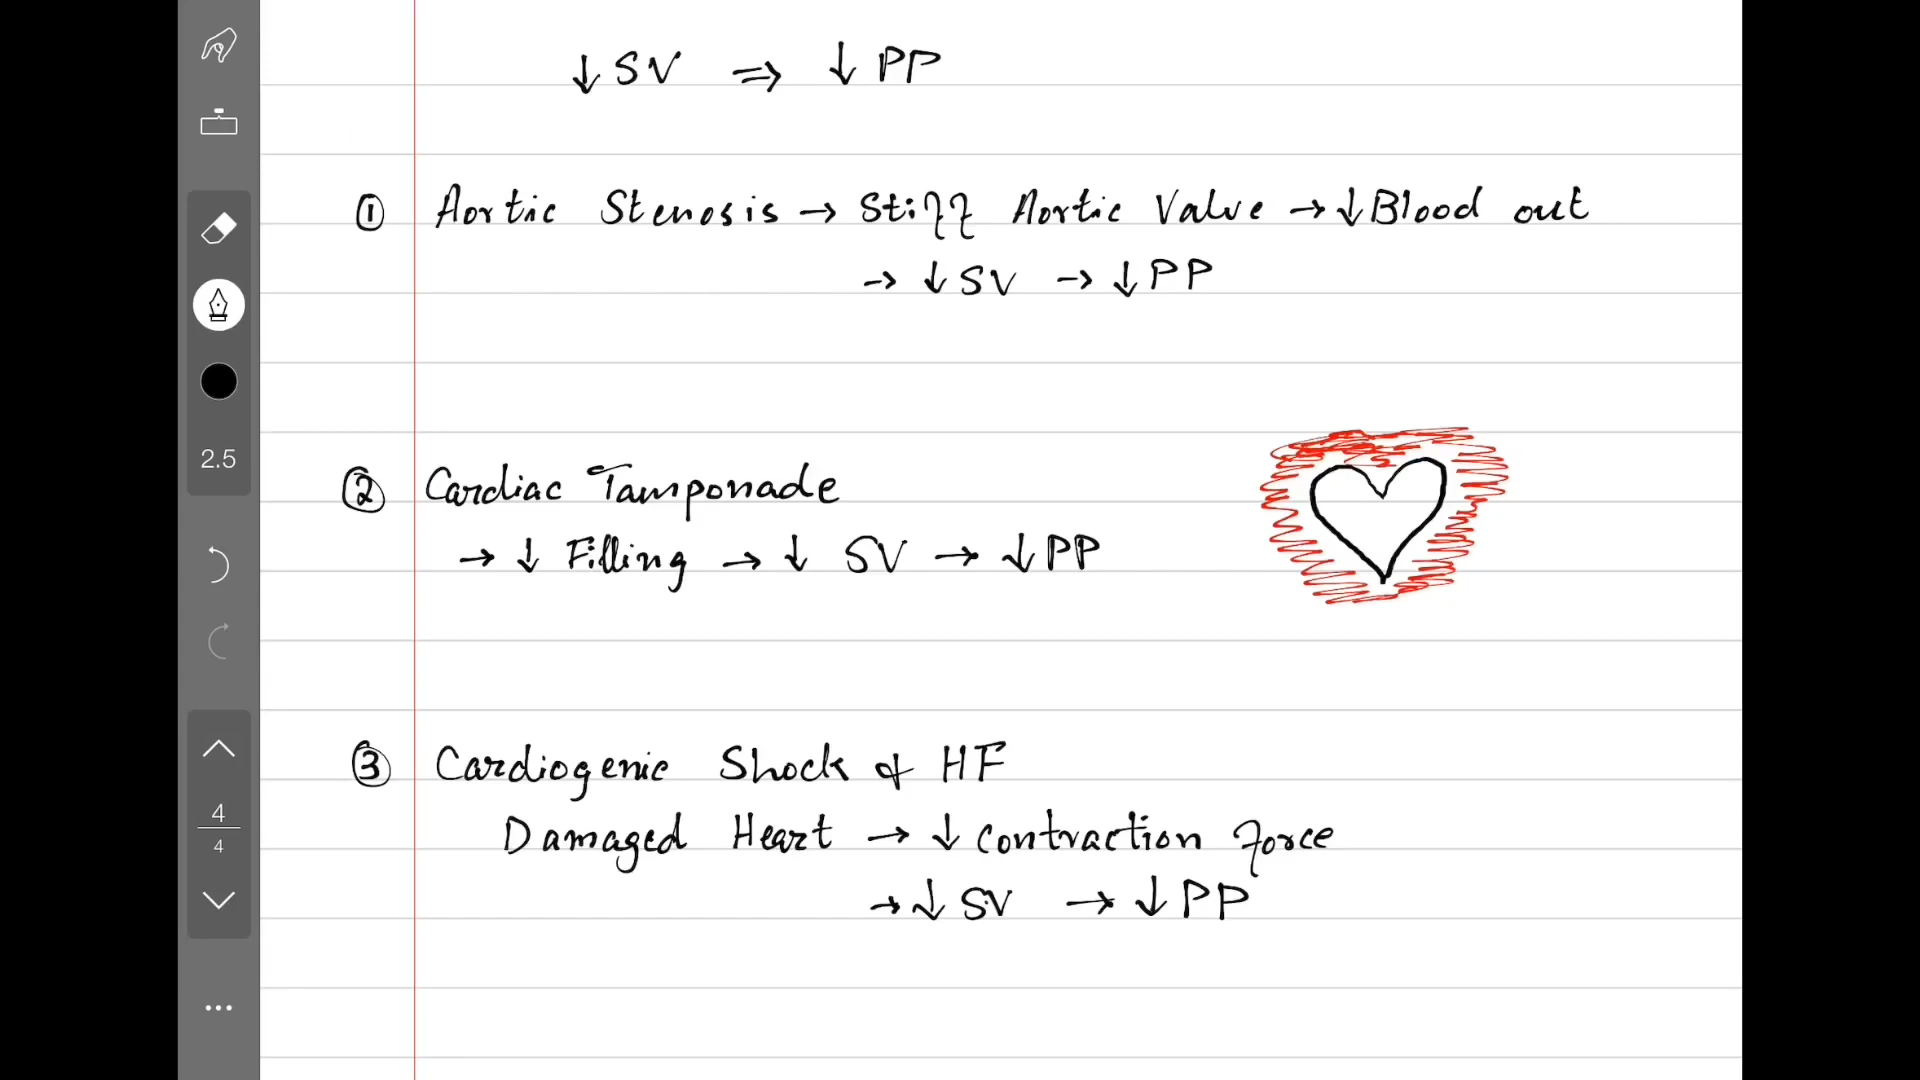 ↓ SV ⇒ ↓ PP
① Aortic Stenosis → Stiff Aortic Valve → ↓ Blood out
→ ↓ SV → ↓ PP
② Cardiac Tamponade
→ ↓ Filling → ↓ SV → ↓ PP
2.5
③ Cardiogenic Shock & HF
Damaged Heart → ↓ contraction force
→ ↓ SV → ↓ PP
4
4